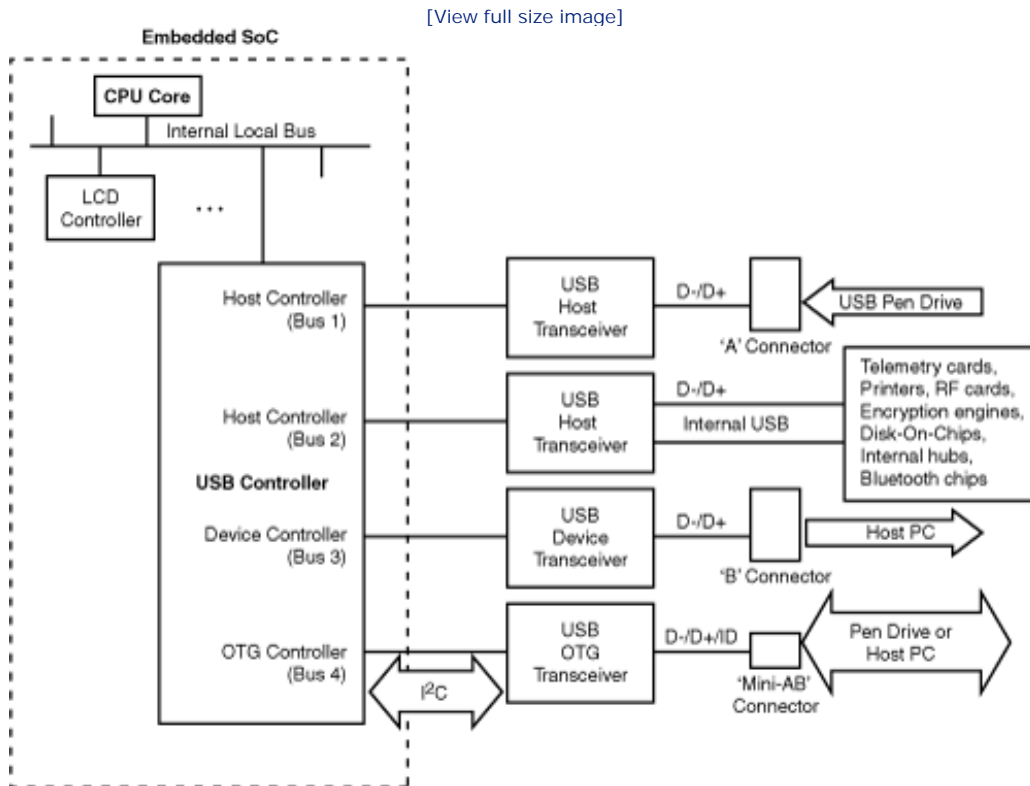 [View full size image]
Embedded SoC
CPU Core
Internal Local Bus
LCD
Controller
...
Host Controller
(Bus 1)
USB
Host
Transceiver
D-/D+
'A' Connector
USB Pen Drive
Host Controller
(Bus 2)
USB
Host
Transceiver
D-/D+
Internal USB
Telemetry cards,
Printers, RF cards,
Encryption engines,
Disk-On-Chips,
Internal hubs,
Bluetooth chips
USB Controller
Device Controller
(Bus 3)
USB
Device
Transceiver
D-/D+
'B' Connector
Host PC
OTG Controller
(Bus 4)
I²C
USB
OTG
Transceiver
D-/D+/ID
'Mini-AB'
Connector
Pen Drive or
Host PC